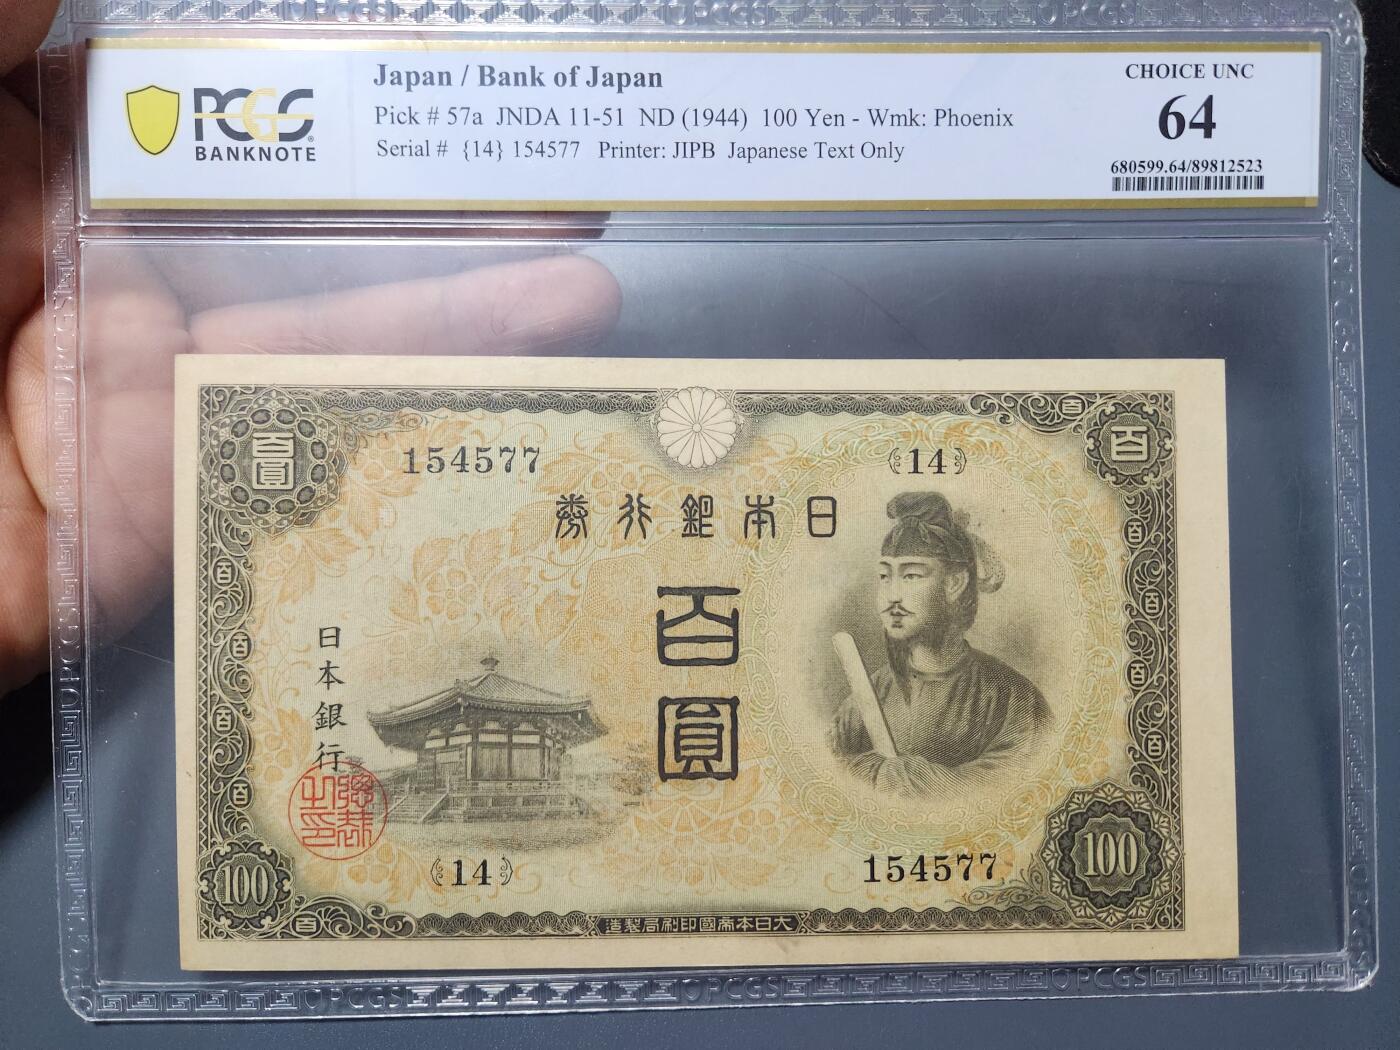 PCGS
BANKNOTE
Japan / Bank of Japan
Pick # 57a JNDA 11-51 ND (1944) 100 Yen - Wmk: Phoenix
Serial # {14} 154577 Printer: JIPB Japanese Text Only
CHOICE UNC
64
680599.64/89812523
百圓
154577
{14}
百
券行銀本日
百圓
日本銀行
{14}
154577
100
100
造製局刷印國帝本日大